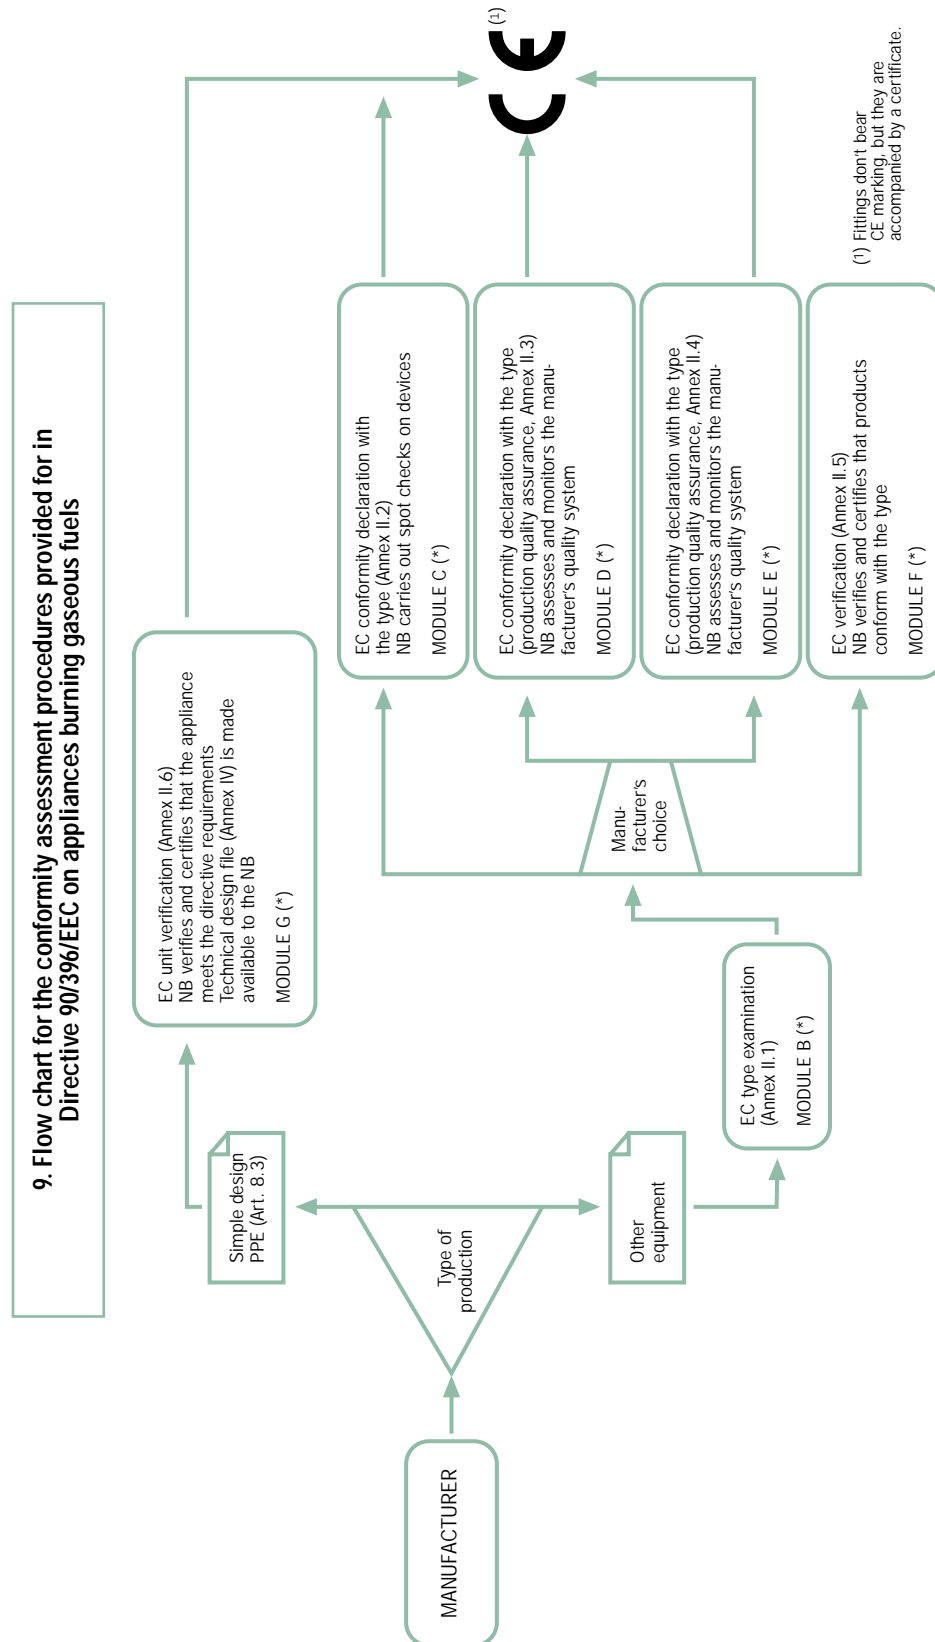 9. Flow chart for the conformity assessment procedures provided for in
Directive 90/3%/EEC on appliances burning gaseous fuels
MANUFACTURER
Type of
production
Simple design
PPE (Art. 8.3)
Other
equipment
EC unit verification (Annex II.6)
NB verifies and certifies that the appliance
meets the directive requirements
Technical design file (Annex IV) is made
available to the NB
MODULE G (*)
EC type examination
(Annex II.1)
MODULE B (*)
Manu-
facturer's
choice
EC conformity declaration with
the type (Annex II.2)
NB carries out spot checks on devices
MODULE C (*)
EC conformity declaration with the type
(production quality assurance, Annex II.3)
NB assesses and monitors the manu-
facturer's quality system
MODULE D (*)
EC conformity declaration with the type
(production quality assurance, Annex II.4)
NB assesses and monitors the manu-
facturer's quality system
MODULE E (*)
EC verification (Annex II.5)
NB verifies and certifies that products
conform with the type
MODULE F (*)
CE (1)
(1) Fittings don't bear
CE marking, but they are
accompanied by a certificate.